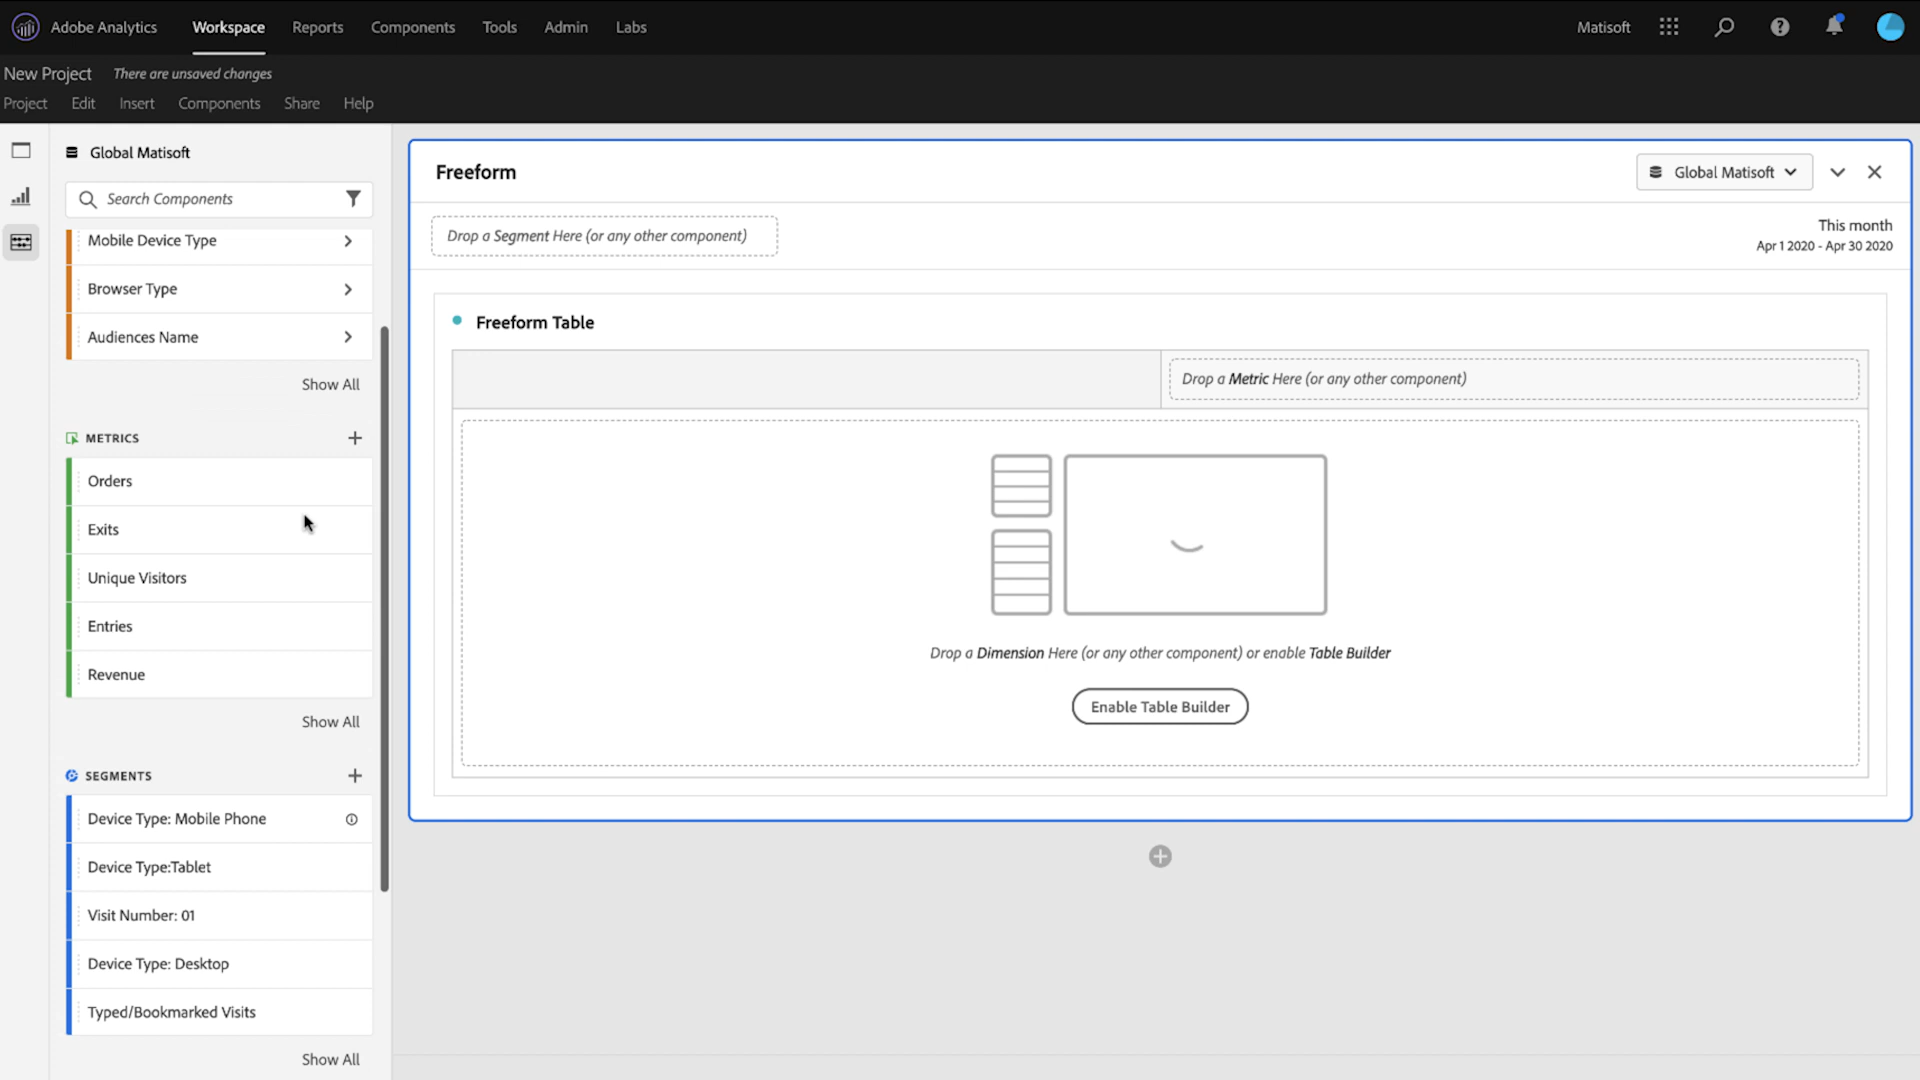 Adobe Analytics
Workspace
Reports
Components
Tools
Admin
Labs
Matisoft
New Project
There are unsaved changes
Project
Edit
Insert
Components
Share
Help
Global Matisoft
Search Components
Mobile Device Type
Browser Type
Audiences Name
Show All
METRICS
Orders
Exits
Unique Visitors
Entries
Revenue
Show All
SEGMENTS
Device Type: Mobile Phone
Device Type:Tablet
Visit Number: 01
Device Type: Desktop
Typed/Bookmarked Visits
Show All
Freeform
Global Matisoft
Drop a Segment Here (or any other component)
This month
Apr 1 2020 - Apr 30 2020
Freeform Table
Drop a Metric Here (or any other component)
Drop a Dimension Here (or any other component) or enable Table Builder
Enable Table Builder